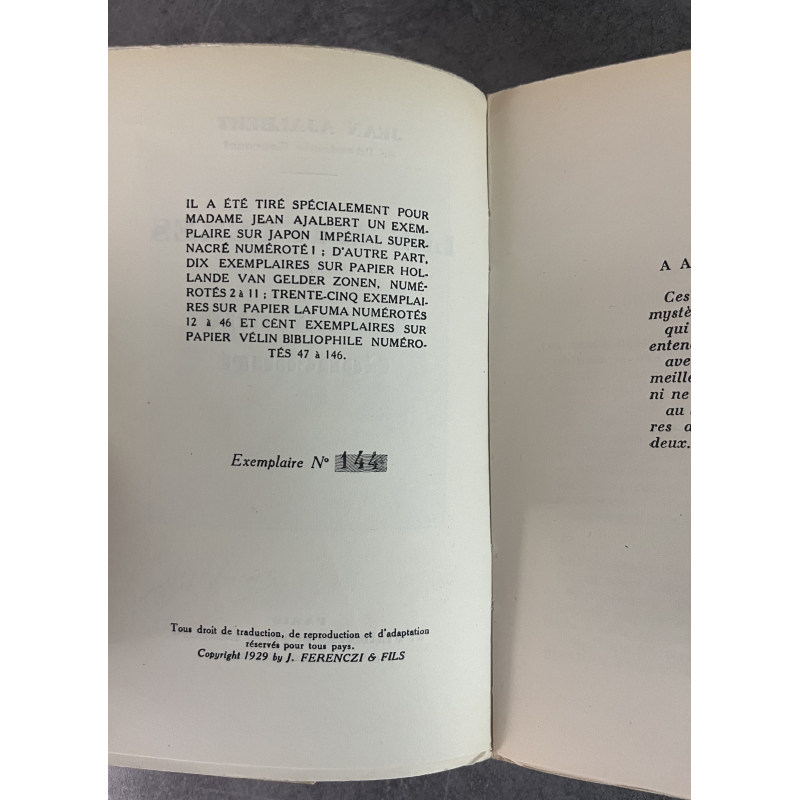 IL A ÉTÉ TIRÉ SPÉCIALEMENT POUR
MADAME JEAN AJALBERT UN EXEM-
PLAIRE SUR JAPON IMPÉRIAL SUPER-
NACRÉ NUMÉROTÉ 1 ; D'AUTRE PART,
DIX EXEMPLAIRES SUR PAPIER HOL-
LANDE VAN GELDER ZONEN, NUMÉ-
ROTÉS 2 à 11 ; TRENTE-CINQ EXEMPLAI-
RES SUR PAPIER LAFUMA NUMÉROTÉS
12 à 46 ET CENT EXEMPLAIRES SUR
PAPIER VÉLIN BIBLIOPHILE NUMÉRO-
TÉS 47 à 146.
Exemplaire N° 144
Tous droit de traduction, de reproduction et d'adaptation
réservés pour tous pays.
Copyright 1929 by J. FERENCZI & FILS
A A
Ces
mystè
qui
entend
ave
meille
ni ne
au
res d
deux.